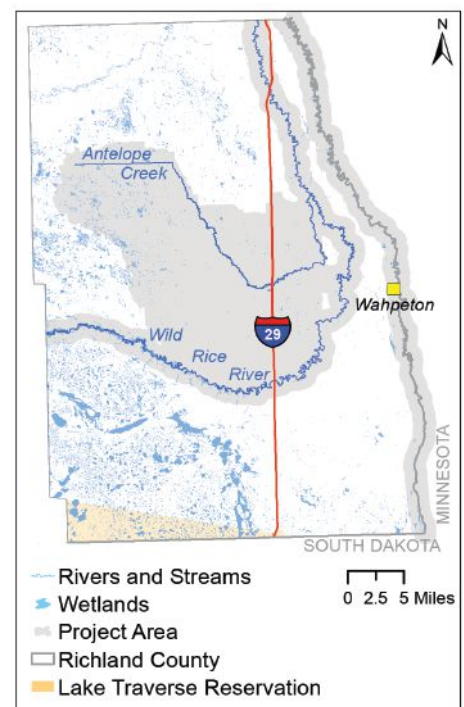 N
Antelope
Creek
Wahpeton
Wild
Rice
River
29
MINNESOTA
SOUTH DAKOTA
Rivers and Streams
Wetlands
Project Area
Richland County
Lake Traverse Reservation
0 2.5 5 Miles